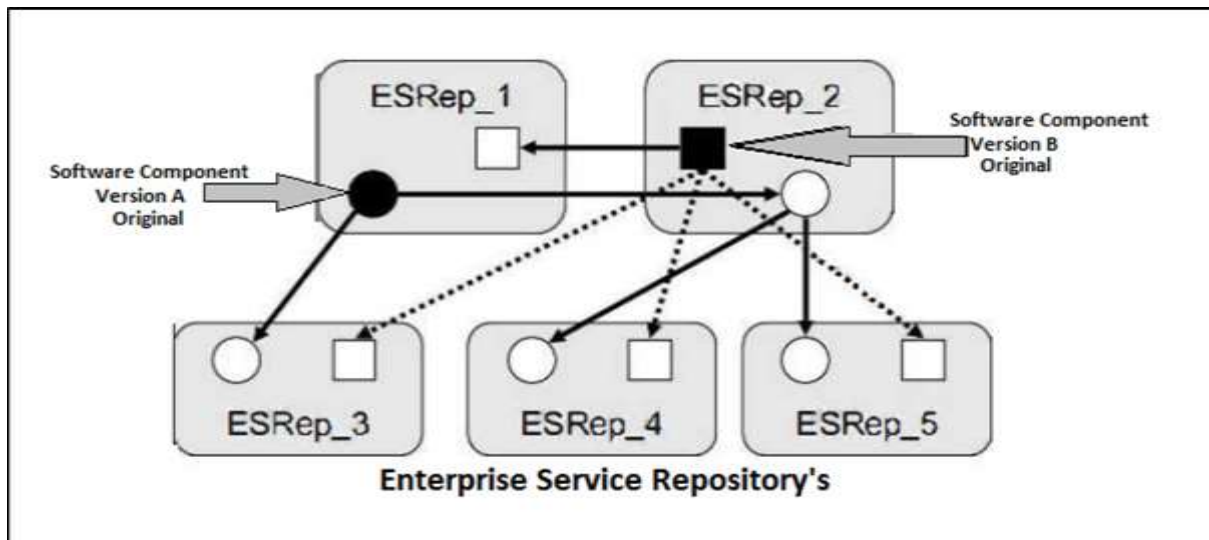 ESRep_1
ESRep_2
Software Component
Version B
Original
Software Component
Version A
Original
ESRep_3
ESRep_4
ESRep_5
Enterprise Service Repository's